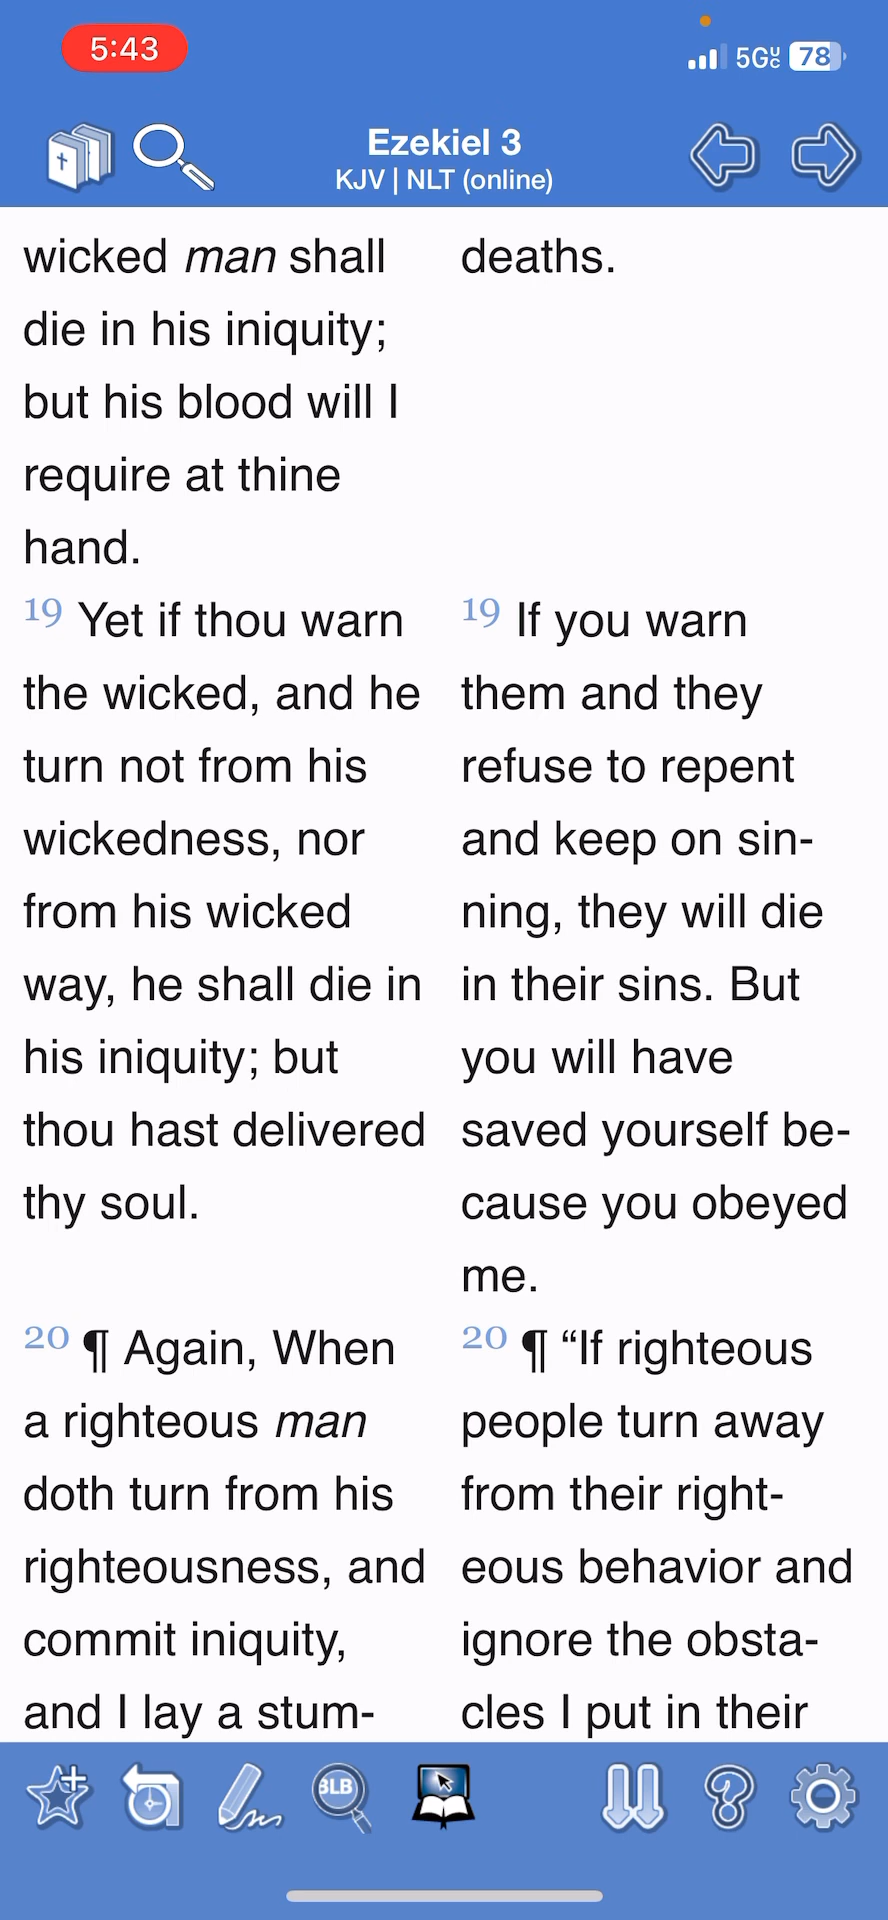 5:43
5G UC 78
Ezekiel 3
KJV | NLT (online)
wicked man shall
die in his iniquity;
but his blood will I
require at thine
hand.
19 Yet if thou warn
the wicked, and he
turn not from his
wickedness, nor
from his wicked
way, he shall die in
his iniquity; but
thou hast delivered
thy soul.
20 ¶ Again, When
a righteous man
doth turn from his
righteousness, and
commit iniquity,
and I lay a stum-
deaths.
19 If you warn
them and they
refuse to repent
and keep on sin-
ning, they will die
in their sins. But
you will have
saved yourself be-
cause you obeyed
me.
20 ¶ “If righteous
people turn away
from their right-
eous behavior and
ignore the obsta-
cles I put in their
BLB